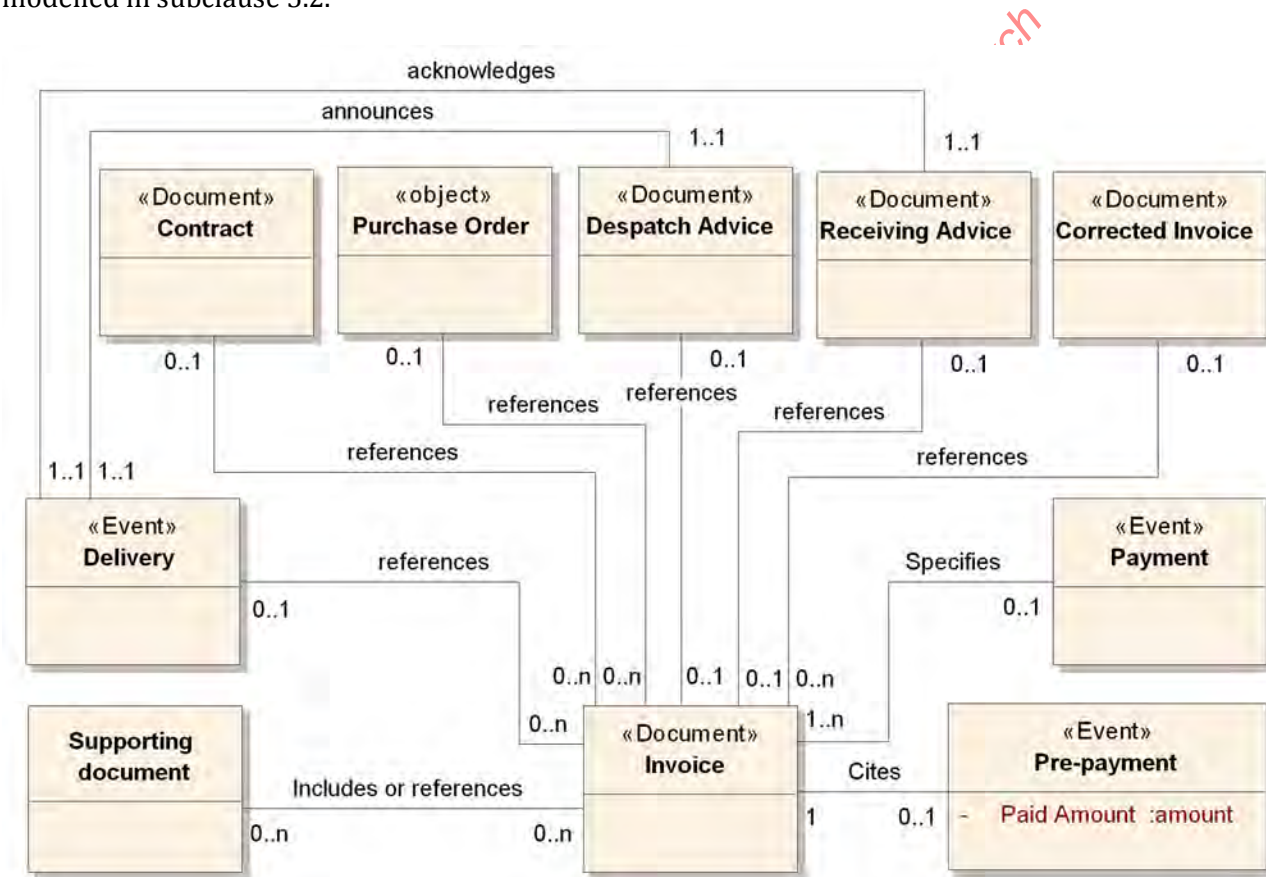 modelled in subclause 5.2.
ch
acknowledges
announces
1..1
1..1
«Document»
Contract
«object»
Purchase Order
«Document»
Despatch Advice
«Document»
Receiving Advice
«Document»
Corrected Invoice
0..1
0..1
0..1
0..1
0..1
references
references
references
references
references
1..1 1..1
«Event»
Delivery
references
0..1
Specifies
0..1
«Event»
Payment
0..n 0..n 0..1 0..1 0..n
0..n
1..n
Supporting
document
Includes or references
0..n
0..n
«Document»
Invoice
Cites
1
0..1
«Event»
Pre-payment
- Paid Amount :amount